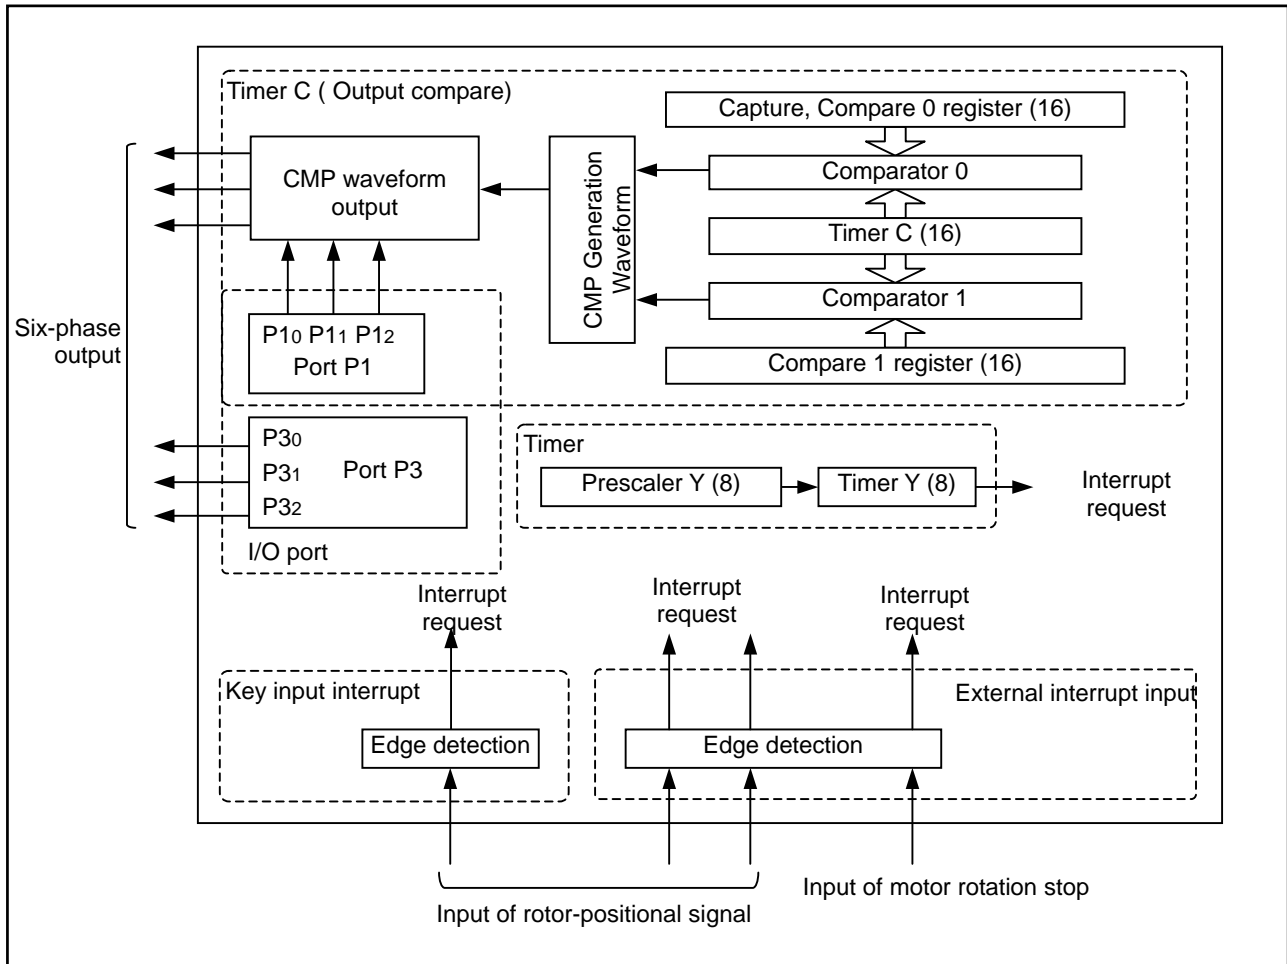 Timer C ( Output compare)
Capture, Compare 0 register (16)
CMP waveform
output
CMP Generation
Waveform
Comparator 0
Timer C (16)
Comparator 1
Compare 1 register (16)
Six-phase
output
P10 P11 P12
Port P1
P30
P31
P32
Port P3
I/O port
Timer
Prescaler Y (8)
Timer Y (8)
Interrupt
request
Interrupt
request
Interrupt
request
Interrupt
request
Key input interrupt
External interrupt input
Edge detection
Edge detection
Input of rotor-positional signal
Input of motor rotation stop